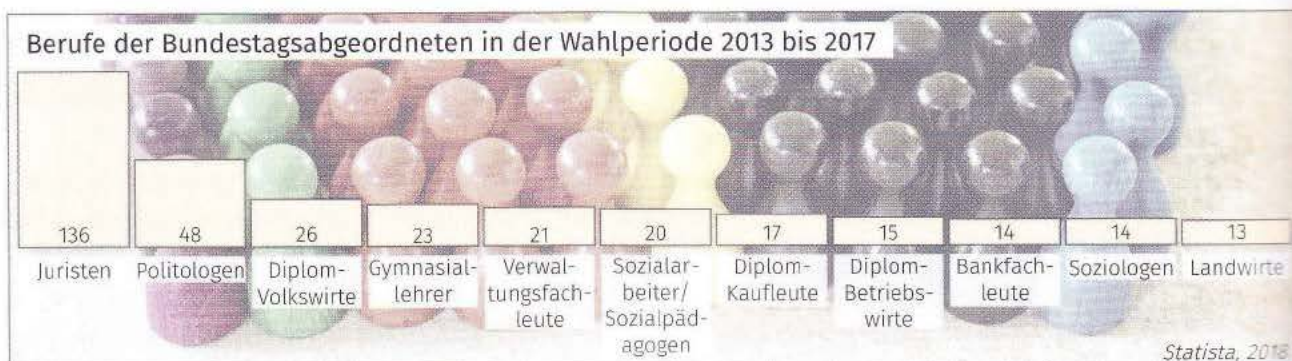 Berufe der Bundestagsabgeordneten in der Wahlperiode 2013 bis 2017
136 48 26 23 21 20 17 15 14 14 13
Juristen
Politologen
Diplom-
Volkswirte
Gymnasial-
lehrer
Verwal-
tungsfach-
leute
Sozialar-
beiter/
Sozialpäd-
agogen
Diplom-
Kaufleute
Diplom-
Betriebs-
wirte
Bankfach-
leute
Soziologen
Landwirte
Statista, 2018